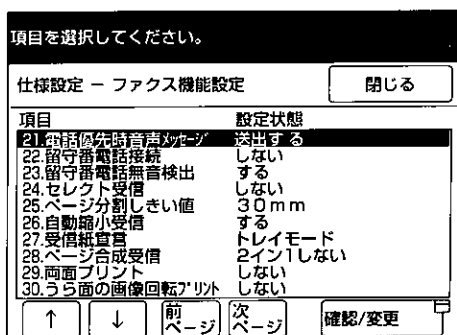 項目を選択してください。
仕様設定 − ファクス機能設定
閉じる
項目 設定状態
21.電話優先時音声メッセージ 送出する
22.留守番電話接続 しない
23.留守番電話無音検出 する
24.セレクト受信 しない
25.ページ分割しきい値 30mm
26.自動縮小受信 する
27.受信紙宣言 トレイモード
28.ページ合成受信 2イン1しない
29.両面プリント しない
30.うら面の画像回転プリント しない
↑ ↓ 前ページ 次ページ 確認/変更